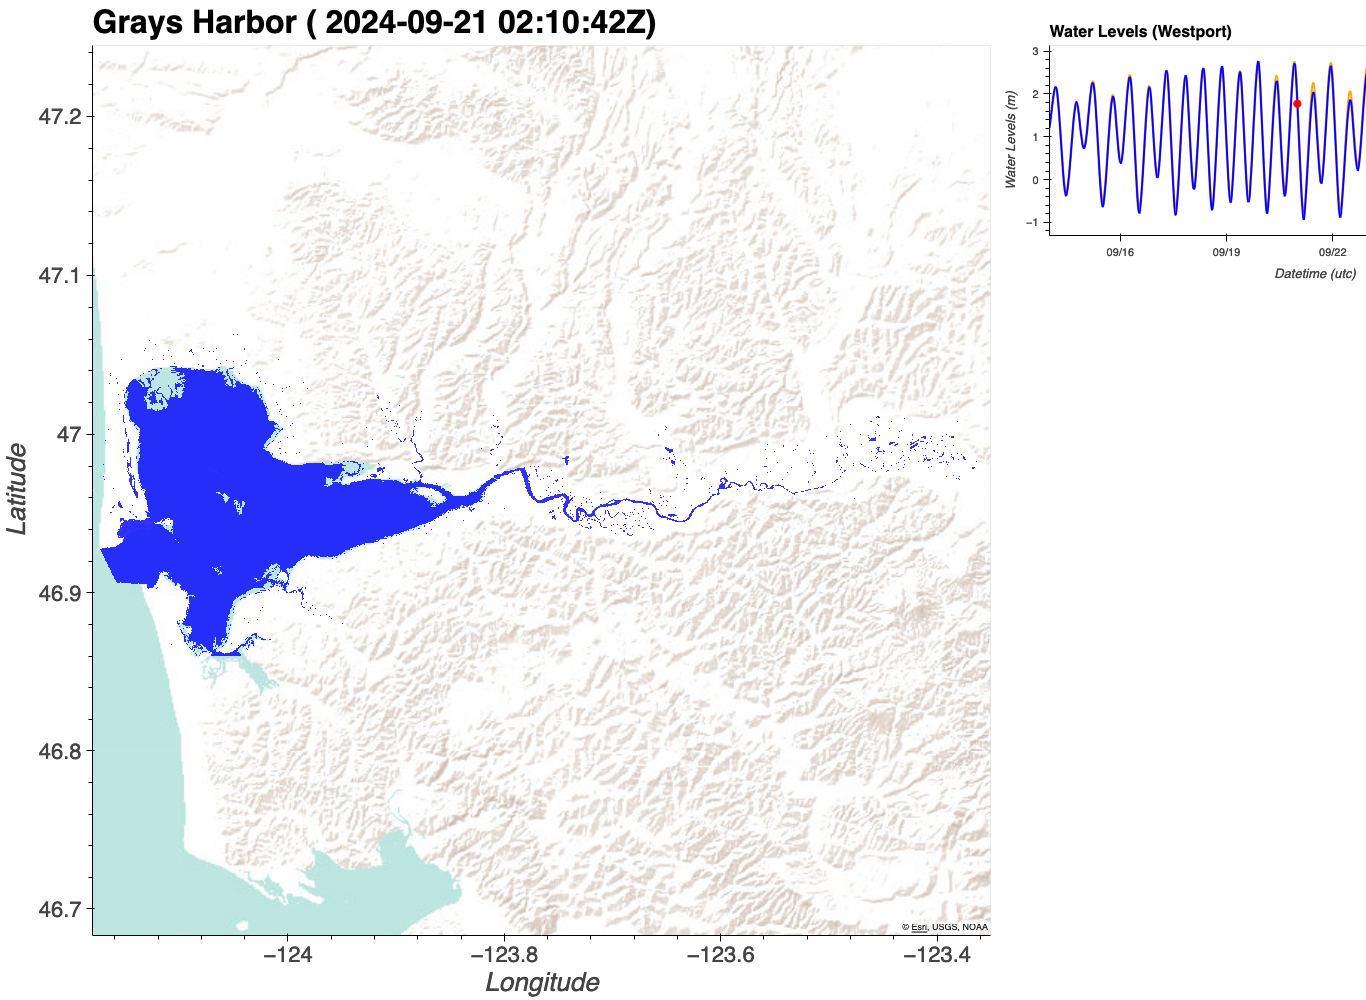 Grays Harbor ( 2024-09-21 02:10:42Z)
47.2
47.1
47
46.9
46.8
46.7
Latitude
−124
−123.8
−123.6
−123.4
Longitude
© Esri, USGS, NOAA
Water Levels (Westport)
3
2
1
0
−1
Water Levels (m)
09/16
09/19
09/22
Datetime (utc)